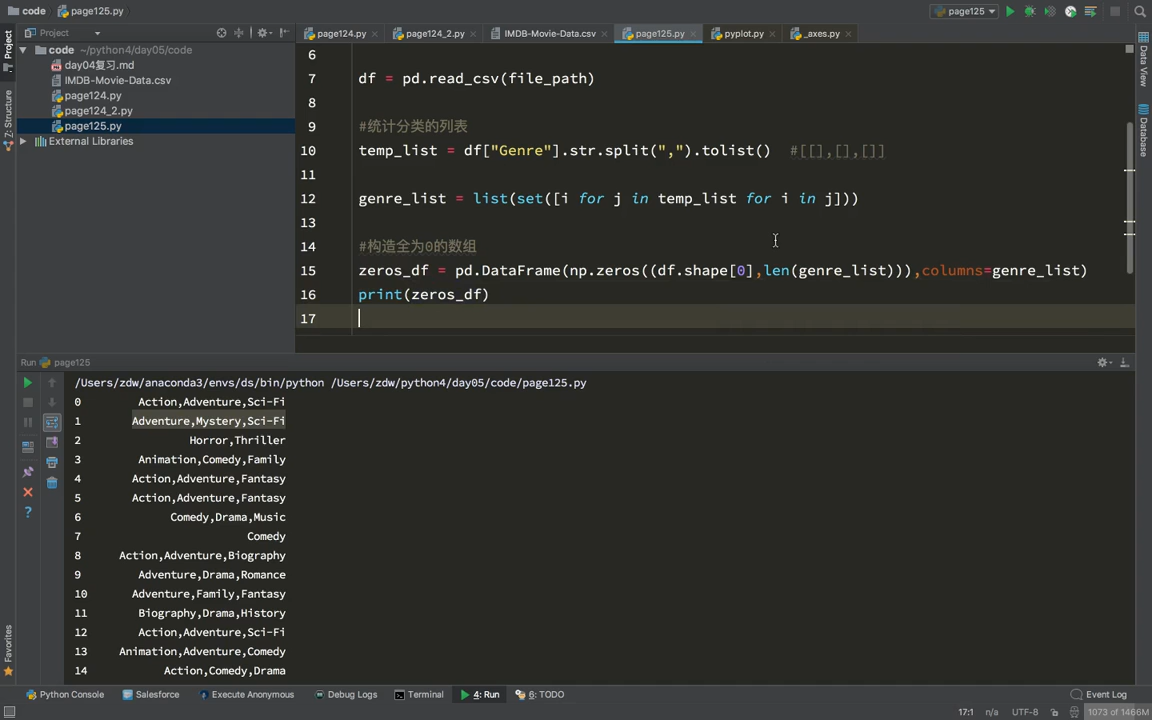 code page125.py page125
Project page124.py page124_2.py IMDB-Movie-Data.csv page125.py pyplot.py _axes.py
1: Project
Z: Structure
Favorites
Data View
Database
code ~/python4/day05/code
day04复习.md
IMDB-Movie-Data.csv
page124.py
page124_2.py
page125.py
External Libraries
6
7 df = pd.read_csv(file_path)
8
9 #统计分类的列表
10 temp_list = df["Genre"].str.split(",").tolist() #[[],[],[]]
11
12 genre_list = list(set([i for j in temp_list for i in j]))
13
14 #构造全为0的数组
15 zeros_df = pd.DataFrame(np.zeros((df.shape[0],len(genre_list))),columns=genre_list)
16 print(zeros_df)
17
Run page125
/Users/zdw/anaconda3/envs/ds/bin/python /Users/zdw/python4/day05/code/page125.py
0 Action,Adventure,Sci-Fi
1 Adventure,Mystery,Sci-Fi
2 Horror,Thriller
3 Animation,Comedy,Family
4 Action,Adventure,Fantasy
5 Action,Adventure,Fantasy
6 Comedy,Drama,Music
7 Comedy
8 Action,Adventure,Biography
9 Adventure,Drama,Romance
10 Adventure,Family,Fantasy
11 Biography,Drama,History
12 Action,Adventure,Sci-Fi
13 Animation,Adventure,Comedy
14 Action,Comedy,Drama
Python Console Salesforce Execute Anonymous Debug Logs Terminal 4: Run 6: TODO Event Log
17:1 n/a UTF-8 1073 of 1466M